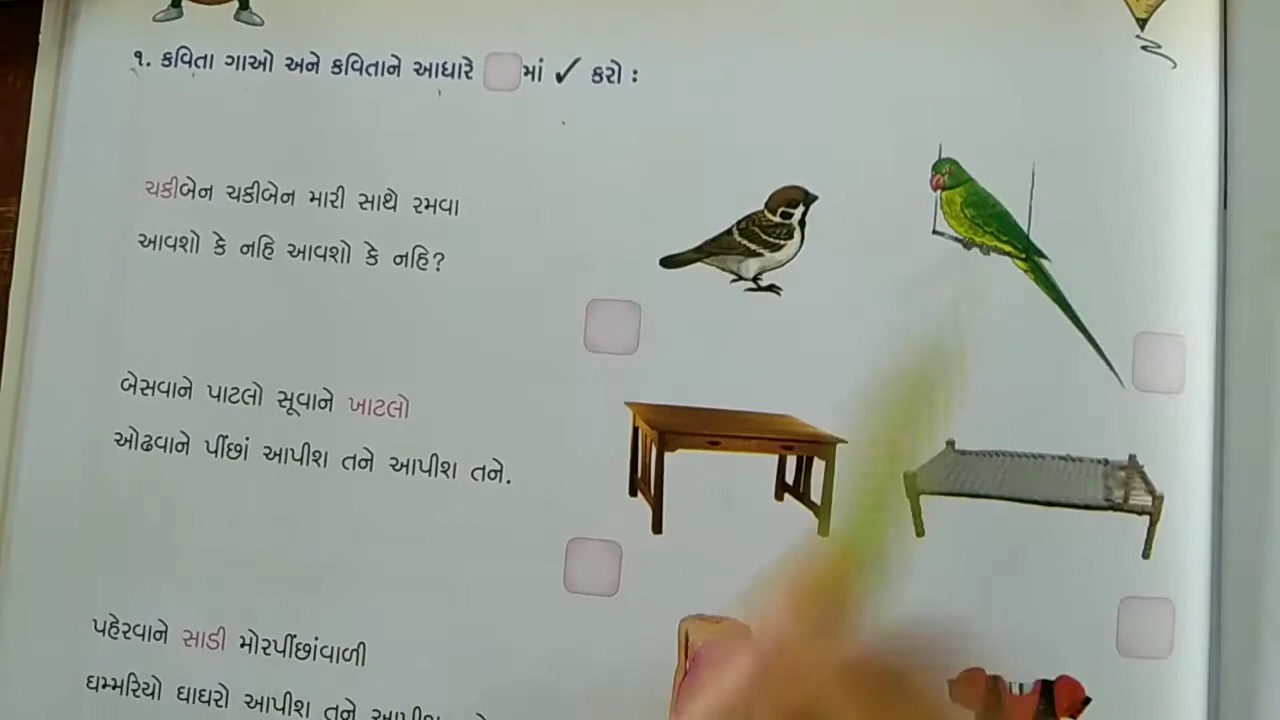 ૧. કવિતા ગાઓ અને કવિતાને આધારે માં ✓ કરો :
ચકીબેન ચકીબેન મારી સાથે રમવા
આવશો કે નહિ આવશો કે નહિ?
બેસવાને પાટલો સૂવાને ખાટલો
ઓઢવાને પીંછાં આપીશ તને આપીશ તને.
પહેરવાને સાડી મોરપીંછાંવાળી
ઘમ્મરિયો ઘાઘરો આપીશ તને